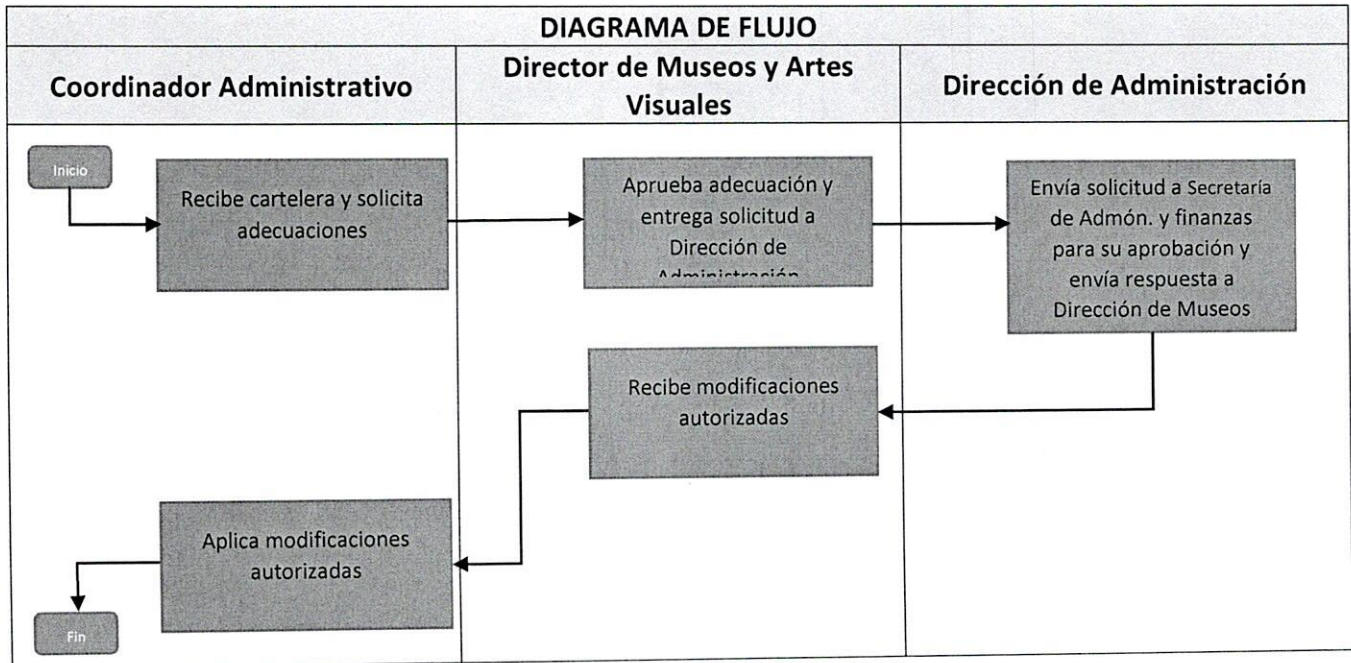 DIAGRAMA DE FLUJO
Coordinador Administrativo
Director de Museos y Artes
Visuales
Dirección de Administración
Inicio
Recibe cartelera y solicita
adecuaciones
Aprueba adecuación y
entrega solicitud a
Dirección de
Administración
Envía solicitud a Secretaría
de Admón. y finanzas
para su aprobación y
envía respuesta a
Dirección de Museos
Recibe modificaciones
autorizadas
Aplica modificaciones
autorizadas
Fin